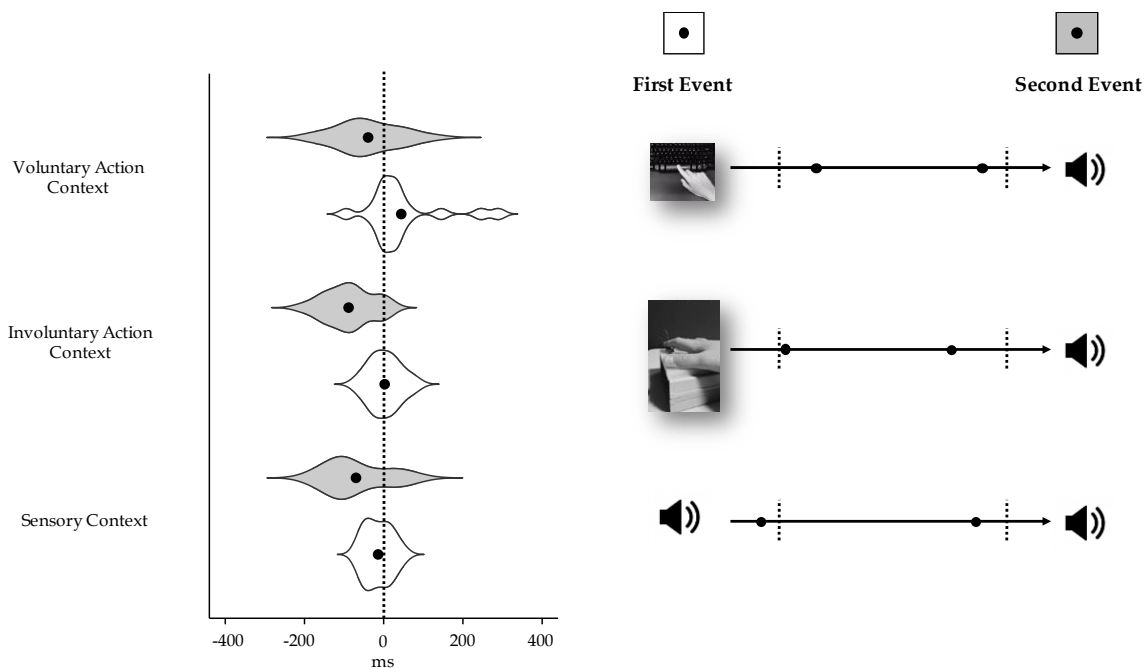 First Event
Second Event
Voluntary Action
Context
Involuntary Action
Context
Sensory Context
-400
-200
0
200
400
ms